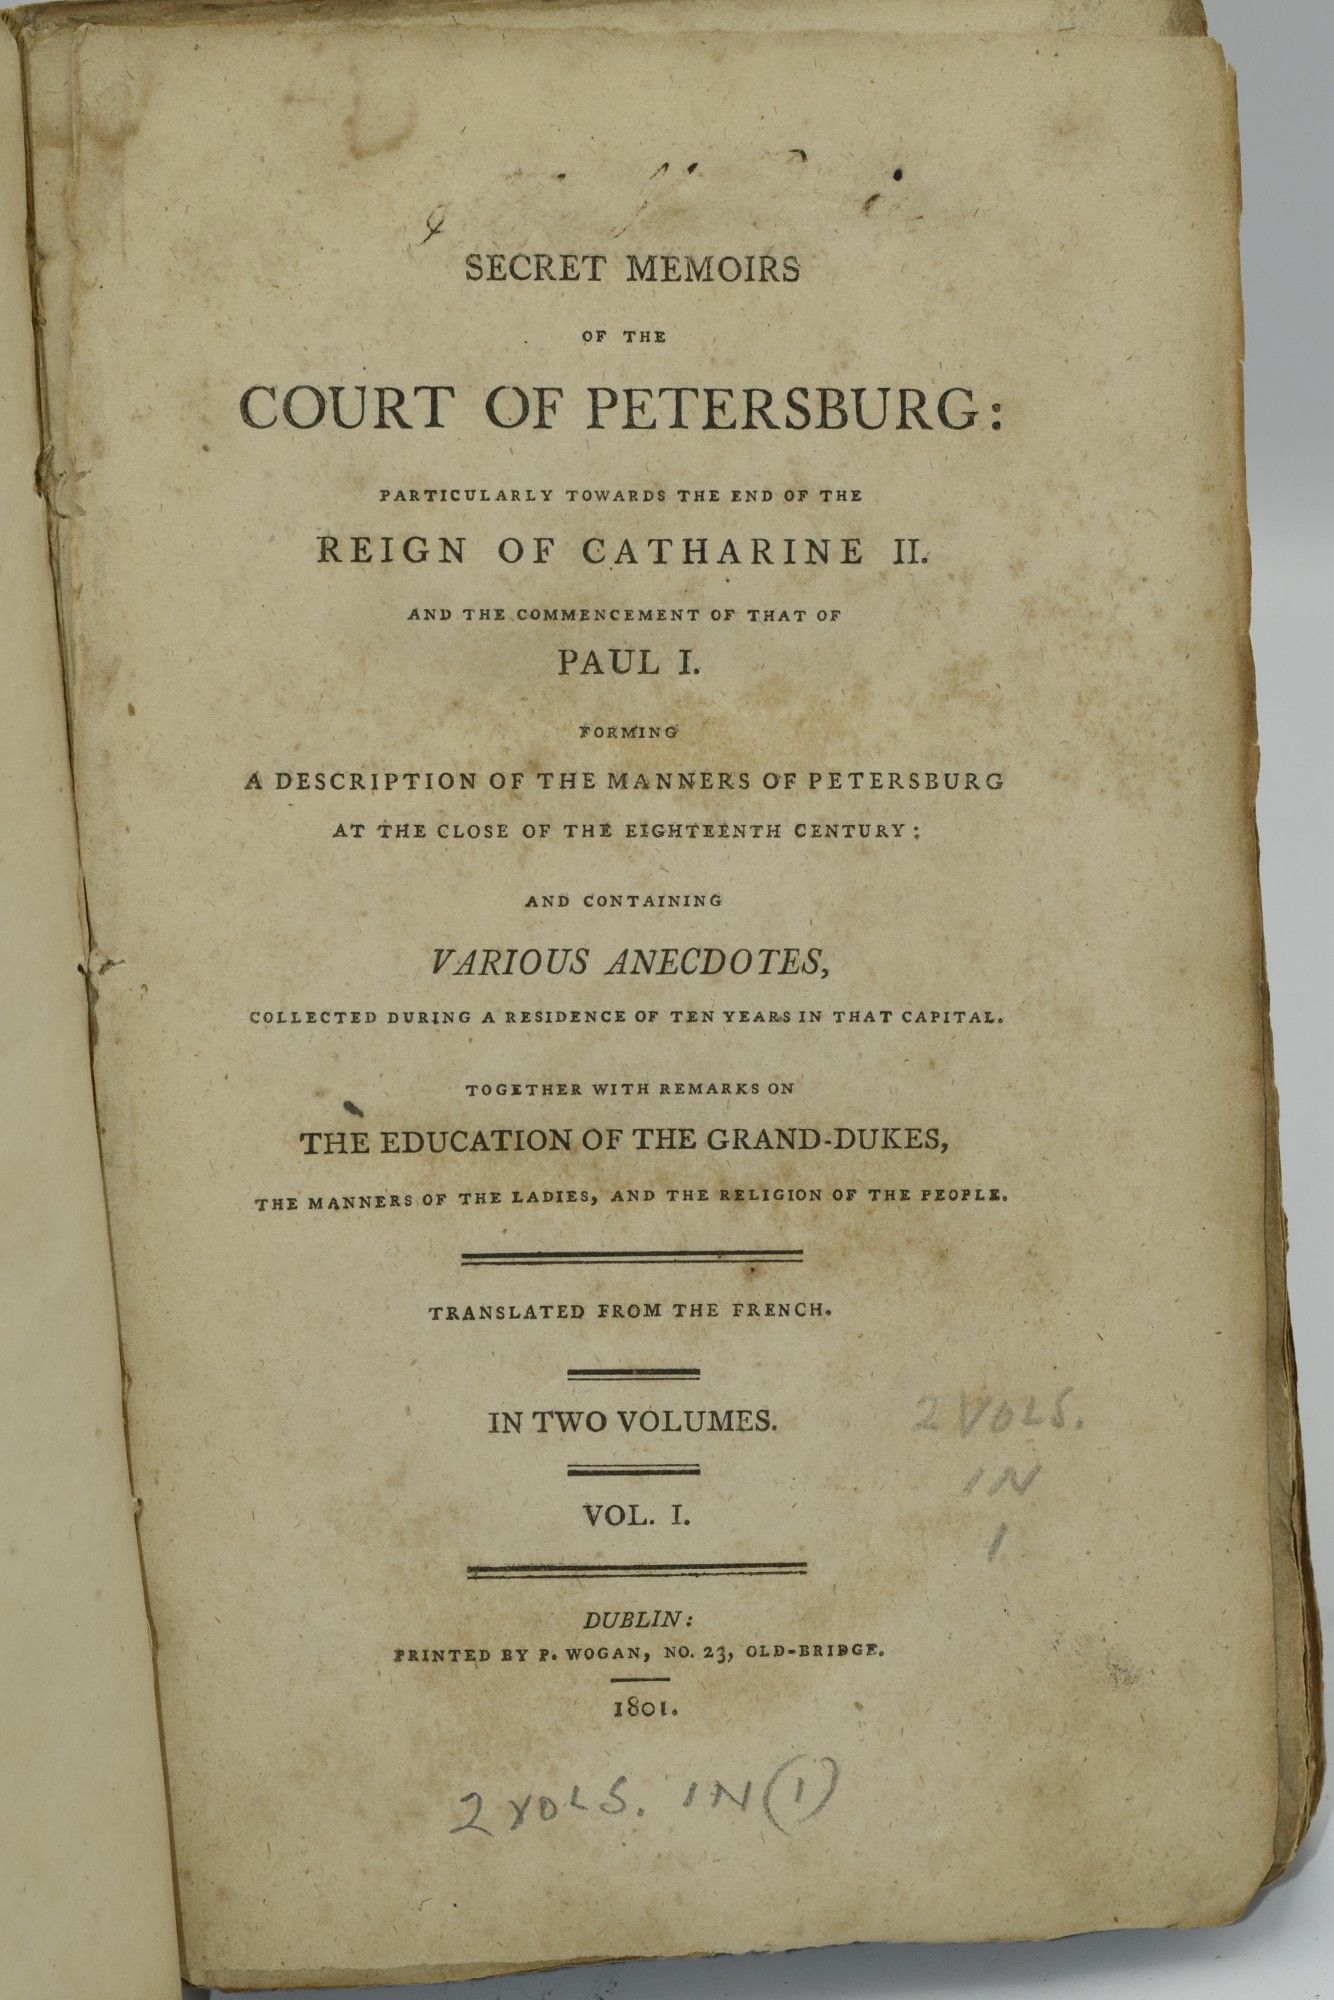 SECRET MEMOIRS
OF THE
COURT OF PETERSBURG:
PARTICULARLY TOWARDS THE END OF THE
REIGN OF CATHARINE II.
AND THE COMMENCEMENT OF THAT OF
PAUL I.
FORMING
A DESCRIPTION OF THE MANNERS OF PETERSBURG
AT THE CLOSE OF THE EIGHTEENTH CENTURY:
AND CONTAINING
VARIOUS ANECDOTES,
COLLECTED DURING A RESIDENCE OF TEN YEARS IN THAT CAPITAL.
TOGETHER WITH REMARKS ON
THE EDUCATION OF THE GRAND-DUKES,
THE MANNERS OF THE LADIES, AND THE RELIGION OF THE PEOPLE.
TRANSLATED FROM THE FRENCH.
IN TWO VOLUMES.
2 VOLS.
IN
1
VOL. I.
DUBLIN:
PRINTED BY P. WOGAN, NO. 23, OLD-BRIDGE.
1801.
2 VOLS. IN (1)